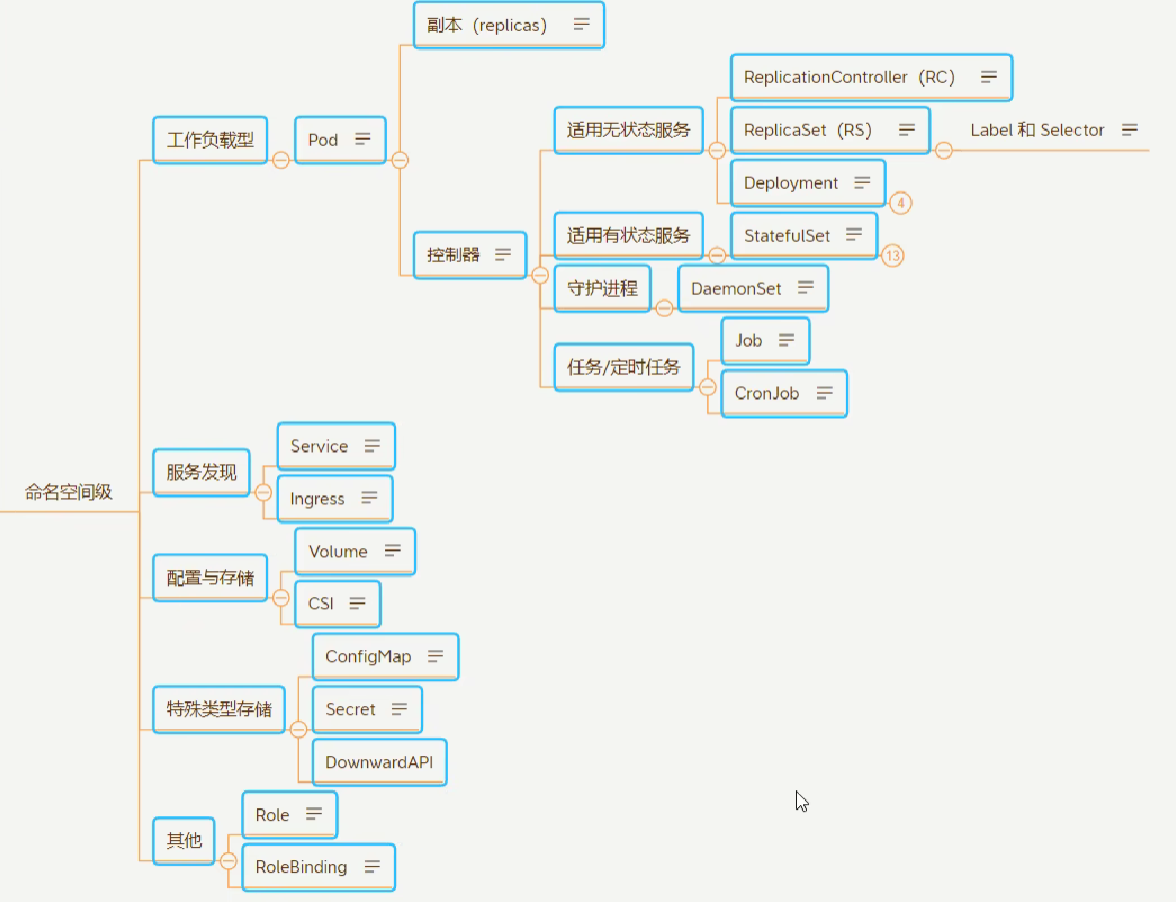 副本（replicas）
ReplicationController（RC）
工作负载型
Pod
适用无状态服务
ReplicaSet（RS）
Label 和 Selector
Deployment
4
控制器
适用有状态服务
StatefulSet
13
守护进程
DaemonSet
任务/定时任务
Job
CronJob
命名空间级
服务发现
Service
Ingress
配置与存储
Volume
CSI
特殊类型存储
ConfigMap
Secret
DownwardAPI
其他
Role
RoleBinding